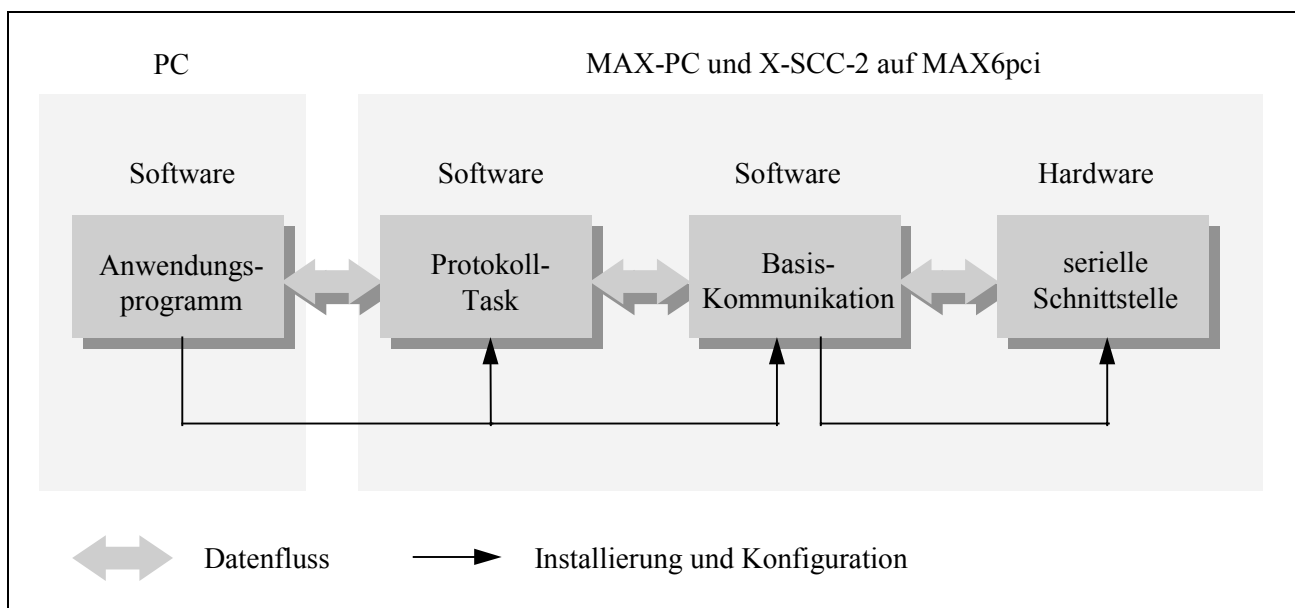 PC
MAX-PC und X-SCC-2 auf MAX6pci
Software
Software
Software
Hardware
Anwendungs-
programm
Protokoll-
Task
Basis-
Kommunikation
serielle
Schnittstelle
Datenfluss
Installierung und Konfiguration